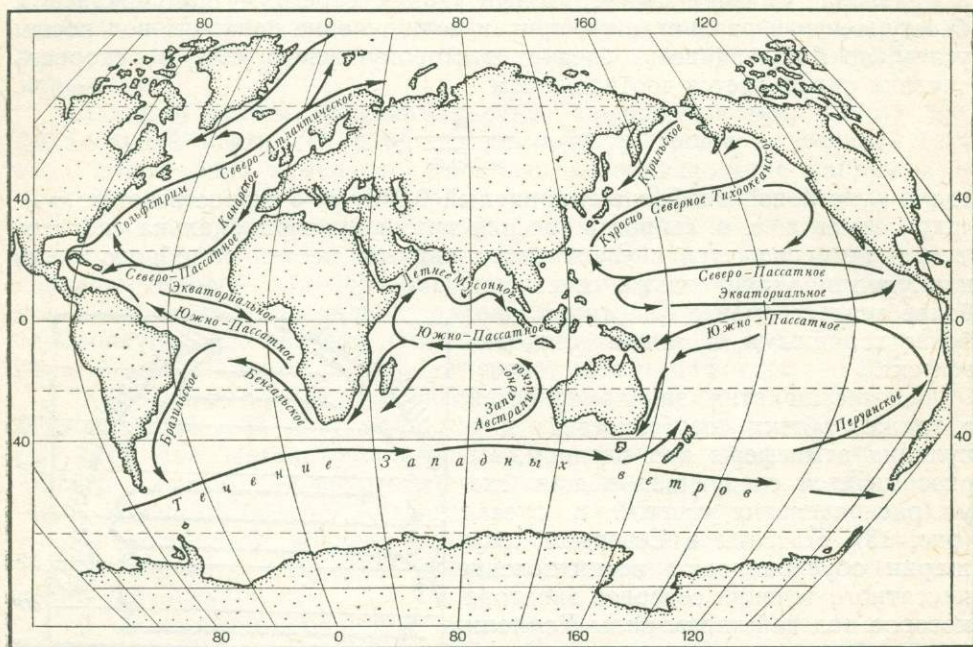 80 0 80 160 120
Северо-Атлантическое
Гольфстрим
Канарское
Северо-Пассатное
Экваториальное
Южно-Пассатное
Бразильское
Бенгальское
Летнее Мусонное
Южно-Пассатное
Западно
Австралийское
Курильское
Куросио Северное Тихоокеанское
Северо-Пассатное
Экваториальное
Южно-Пассатное
Перуанское
Течение Западных ветров
40 40
0 0
40 40
80 0 80 160 120